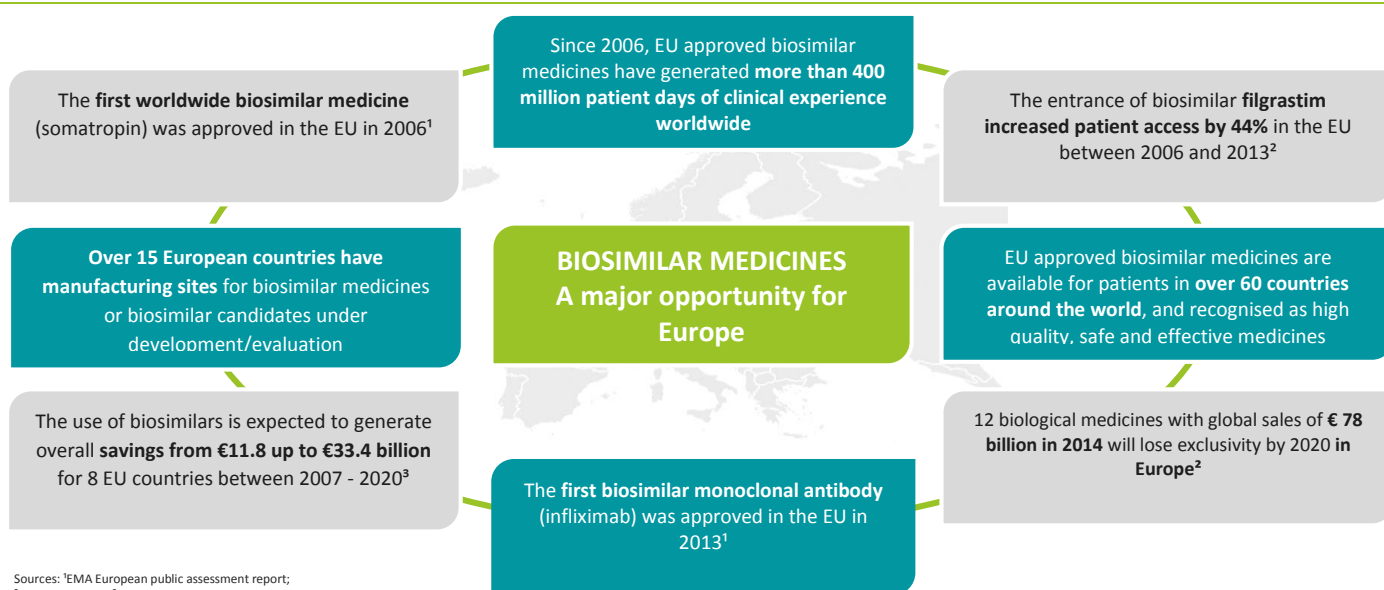 Since 2006, EU approved biosimilar
medicines have generated more than 400
million patient days of clinical experience
worldwide
The first worldwide biosimilar medicine
(somatropin) was approved in the EU in 2006¹
The entrance of biosimilar filgrastim
increased patient access by 44% in the EU
between 2006 and 2013²
Over 15 European countries have
manufacturing sites for biosimilar medicines
or biosimilar candidates under
development/evaluation
BIOSIMILAR MEDICINES
A major opportunity for
Europe
EU approved biosimilar medicines are
available for patients in over 60 countries
around the world, and recognised as high
quality, safe and effective medicines
The use of biosimilars is expected to generate
overall savings from €11.8 up to €33.4 billion
for 8 EU countries between 2007 - 2020³
The first biosimilar monoclonal antibody
(infliximab) was approved in the EU in
2013¹
12 biological medicines with global sales of € 78
billion in 2014 will lose exclusivity by 2020 in
Europe²
Sources: ¹EMA European public assessment report;